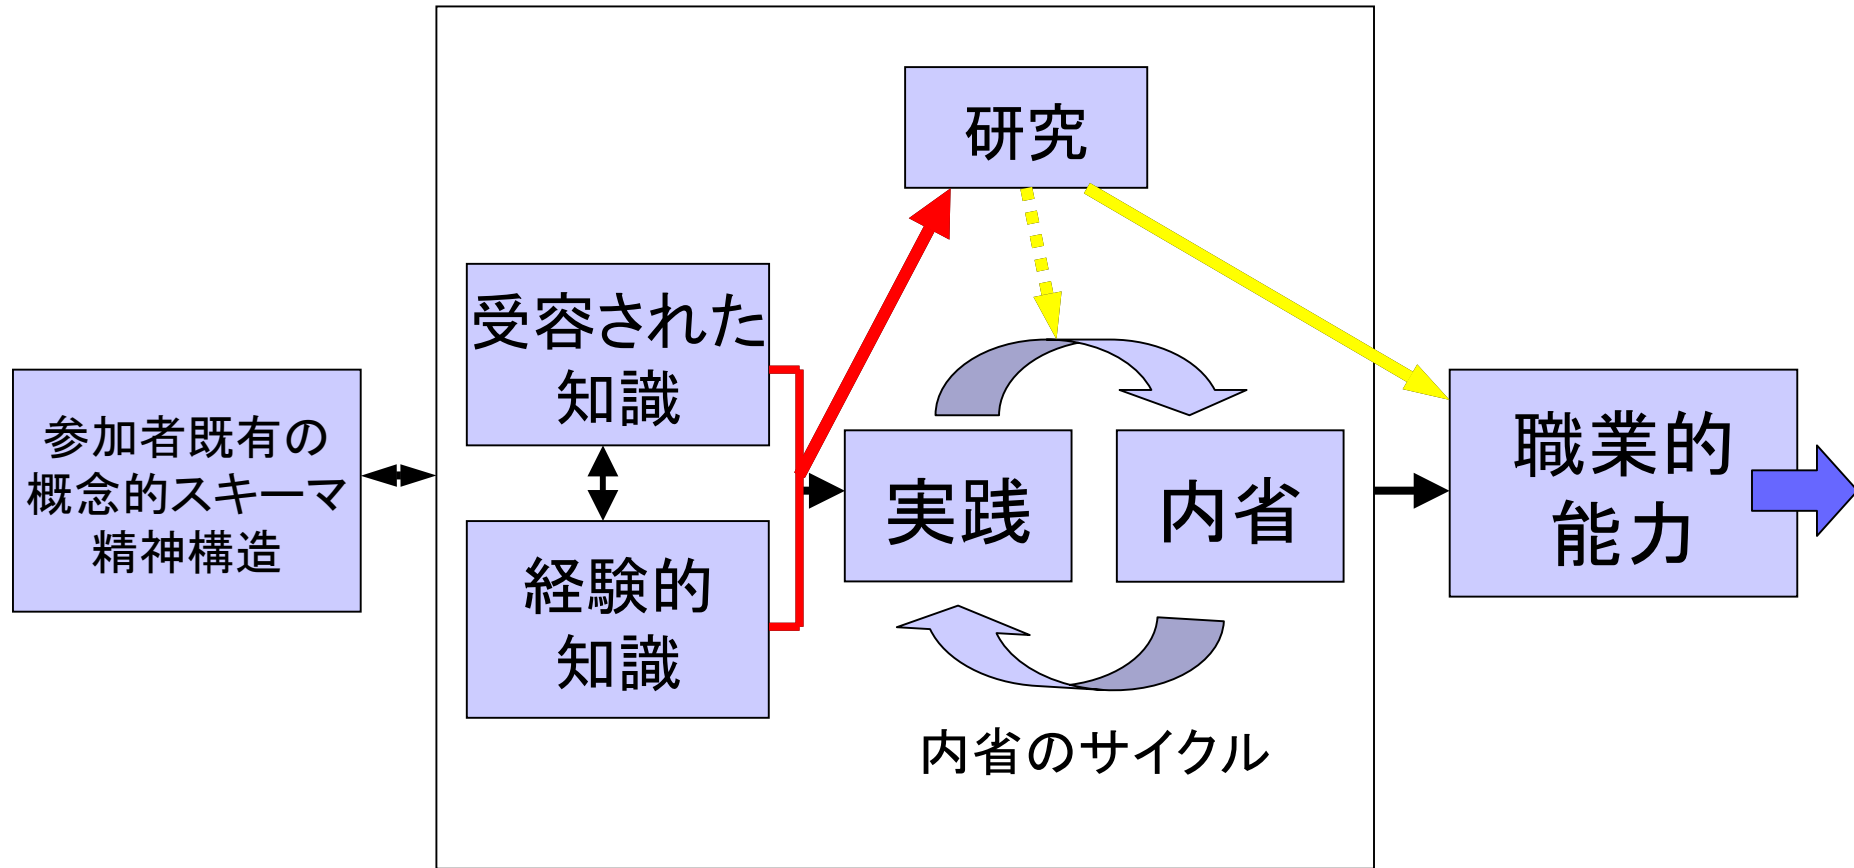 参加者既有の
概念的スキーマ
精神構造
受容された
知識
経験的
知識
研究
実践
内省
内省のサイクル
職業的
能力